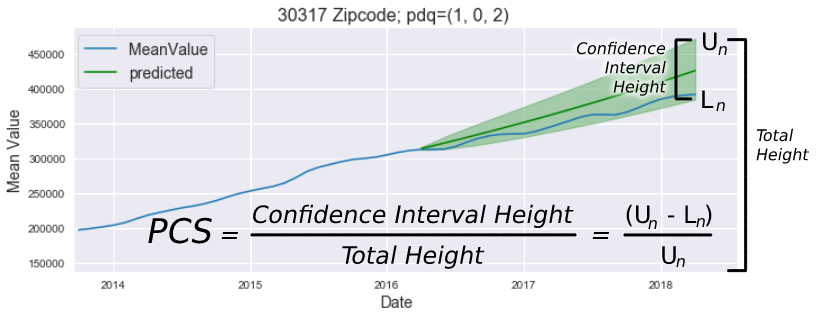 30317 Zipcode; pdq=(1, 0, 2)
MeanValue
predicted
Confidence
Interval
Height
Un
Ln
Total
Height
Mean Value
450000
400000
350000
300000
250000
200000
150000
PCS = Confidence Interval Height / Total Height = (Un - Ln) / Un
2014
2015
2016
2017
2018
Date